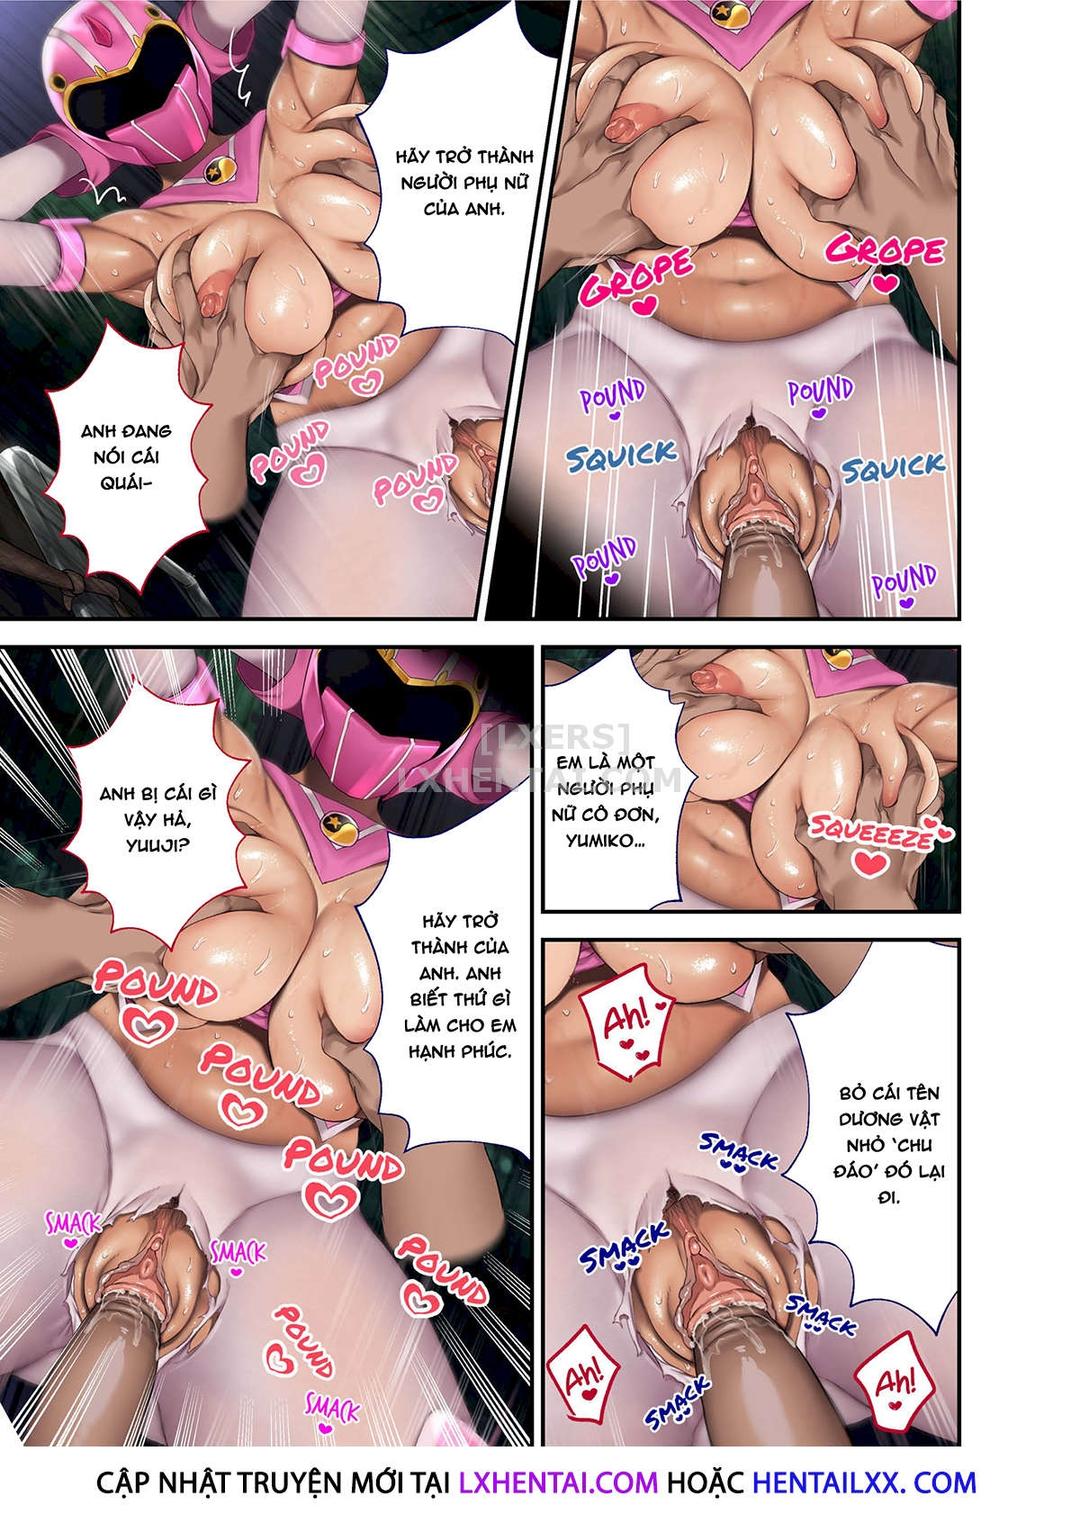 HÃY TRỞ THÀNH
NGƯỜI PHỤ NỮ
CỦA ANH.
ANH ĐANG
NÓI CÁI
QUÁI-
POUND
POUND
POUND
GROPE
GROPE
POUND
POUND
SQUICK
SQUICK
POUND
POUND
ANH BỊ CÁI GÌ
VẬY HẢ,
YUUJI?
HÃY TRỞ
THÀNH CỦA
ANH. ANH
BIẾT THỨ GÌ
LÀM CHO EM
HẠNH PHÚC.
POUND
POUND
POUND
POUND
POUND
SMACK
SMACK
SMACK
[LXERS]
LXHENTAI.COM
EM LÀ MỘT
NGƯỜI PHỤ
NỮ CÔ ĐƠN,
YUMIKO...
SQUEEEZE
Ah!
BỎ CÁI TÊN
DƯƠNG VẬT
NHỎ ‘CHU
ĐÁO’ ĐÓ LẠI
ĐI.
SMACK
SMACK
SMACK
SMACK
Ah!
Ah!
CẬP NHẬT TRUYỆN MỚI TẠI LXHENTAI.COM HOẶC HENTAILXX. COM